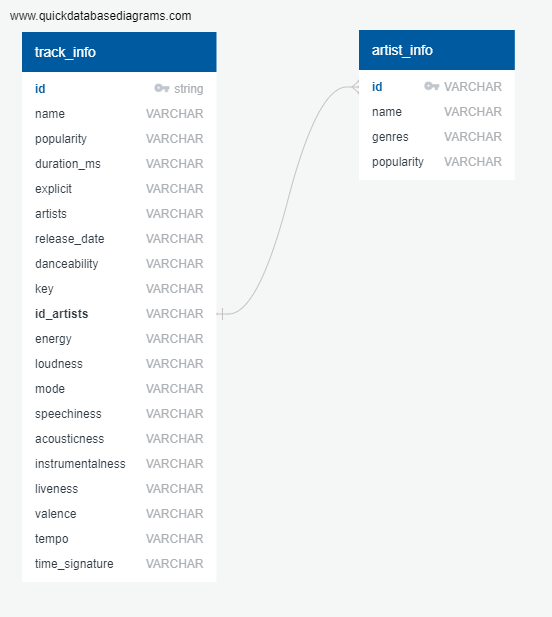 www.quickdatabasediagrams.com
track_info
id string
name VARCHAR
popularity VARCHAR
duration_ms VARCHAR
explicit VARCHAR
artists VARCHAR
release_date VARCHAR
danceability VARCHAR
key VARCHAR
id_artists VARCHAR
energy VARCHAR
loudness VARCHAR
mode VARCHAR
speechiness VARCHAR
acousticness VARCHAR
instrumentalness VARCHAR
liveness VARCHAR
valence VARCHAR
tempo VARCHAR
time_signature VARCHAR
artist_info
id VARCHAR
name VARCHAR
genres VARCHAR
popularity VARCHAR